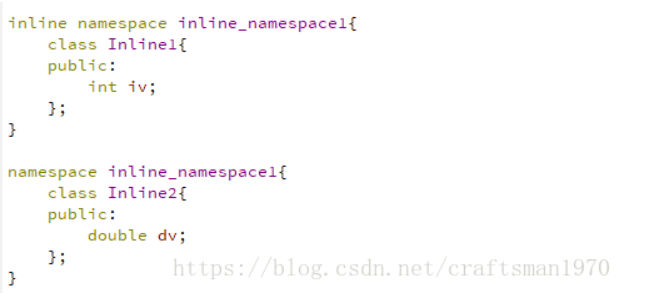 inline namespace inline_namespace1{
    class Inline1{
    public:
        int iv;
    };
}

namespace inline_namespace1{
    class Inline2{
    public:
        double dv;
    };
}
https://blog.csdn.net/craftsman1970